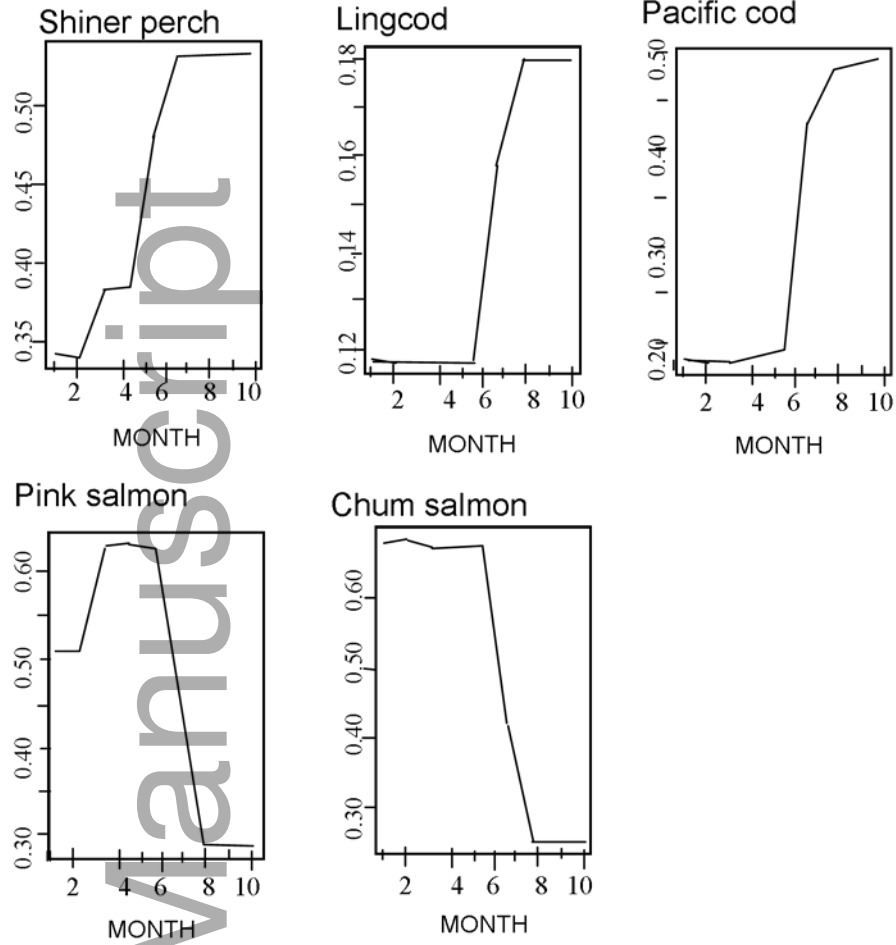 Shiner perch
0.50
0.45
0.40
0.35
2 4 6 8 10
MONTH
Lingcod
0.18
0.16
0.14
0.12
2 4 6 8 10
MONTH
Pacific cod
0.50
0.40
0.30
0.20
2 4 6 8 10
MONTH
Pink salmon
0.60
0.50
0.40
0.30
2 4 6 8 10
MONTH
Chum salmon
0.60
0.50
0.40
0.30
2 4 6 8 10
MONTH
Manuscript